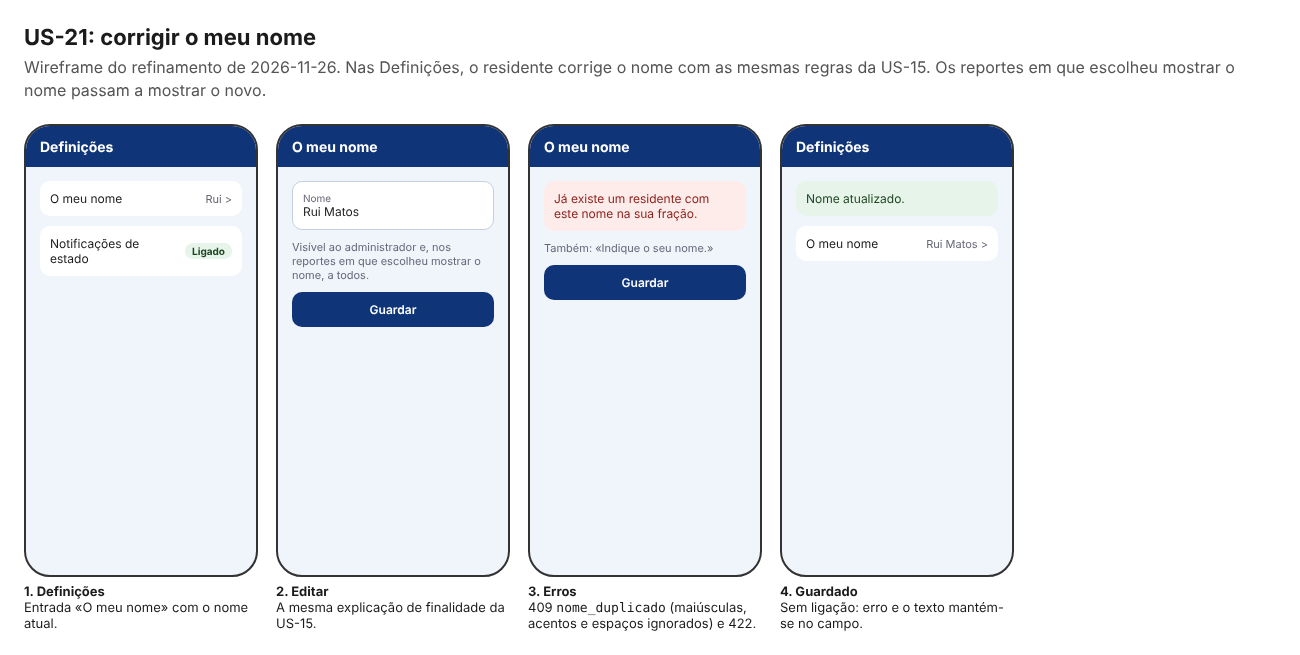 US-21: corrigir o meu nome
Wireframe do refinamento de 2026-11-26. Nas Definições, o residente corrige o nome com as mesmas regras da US-15. Os reportes em que escolheu mostrar o
nome passam a mostrar o novo.
Definições
O meu nome
Rui >
Notificações de
estado
Ligado
1. Definições
Entrada «O meu nome» com o nome
atual.
O meu nome
Nome
Rui Matos
Visível ao administrador e, nos
reportes em que escolheu mostrar o
nome, a todos.
Guardar
2. Editar
A mesma explicação de finalidade da
US-15.
O meu nome
Já existe um residente com
este nome na sua fração.
Também: «Indique o seu nome.»
Guardar
3. Erros
409 nome_duplicado (maiúsculas,
acentos e espaços ignorados) e 422.
Definições
Nome atualizado.
O meu nome
Rui Matos >
4. Guardado
Sem ligação: erro e o texto mantém-
se no campo.